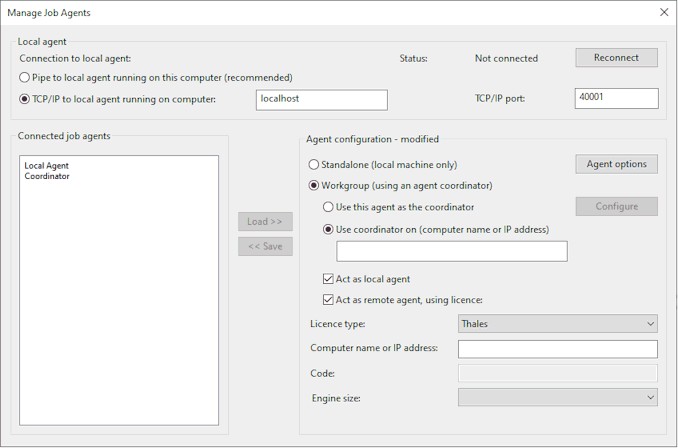 Manage Job Agents
Local agent
Connection to local agent:
Status:
Not connected
Reconnect
Pipe to local agent running on this computer (recommended)
TCP/IP to local agent running on computer:
localhost
TCP/IP port:
40001
Connected job agents
Local Agent
Coordinator
Load >>
<< Save
Agent configuration - modified
Standalone (local machine only)
Agent options
Workgroup (using an agent coordinator)
Use this agent as the coordinator
Configure
Use coordinator on (computer name or IP address)
Act as local agent
Act as remote agent, using licence:
Licence type:
Thales
Computer name or IP address:
Code:
Engine size: